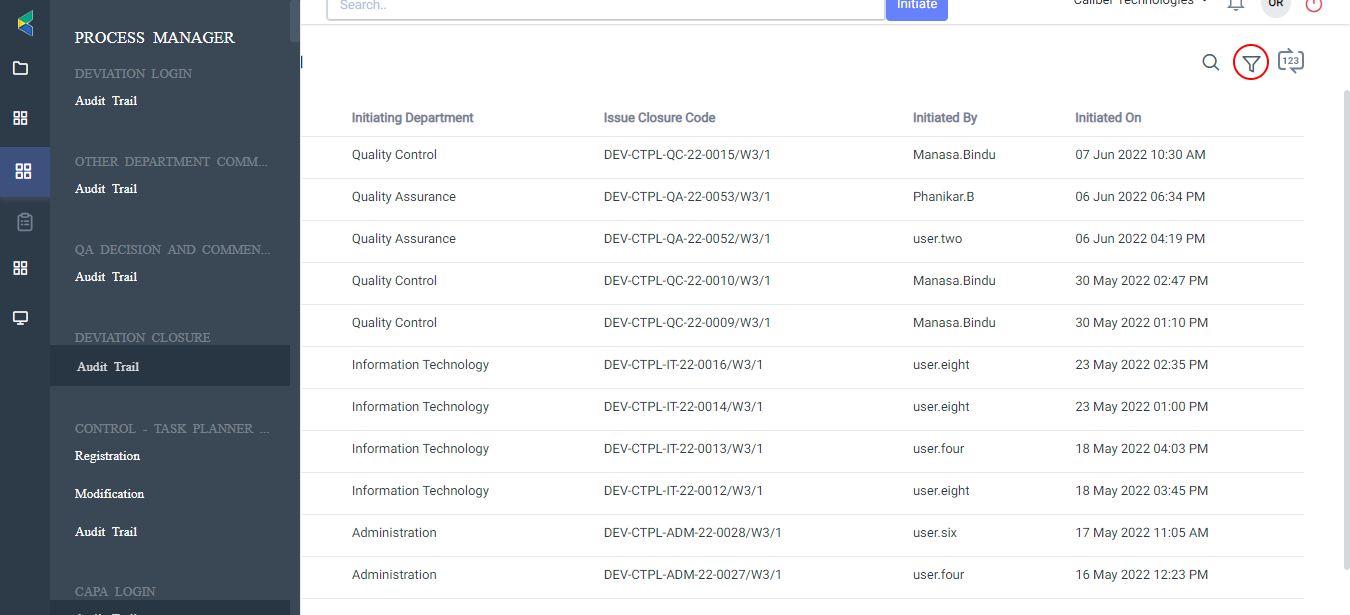 Search..
Initiate
Caliber Technologies
OR
PROCESS MANAGER
DEVIATION LOGIN
Audit Trail
OTHER DEPARTMENT COMM...
Audit Trail
QA DECISION AND COMMEN...
Audit Trail
DEVIATION CLOSURE
Audit Trail
CONTROL - TASK PLANNER ...
Registration
Modification
Audit Trail
CAPA LOGIN
Audit Trail
123
Initiating Department Issue Closure Code Initiated By Initiated On
Quality Control DEV-CTPL-QC-22-0015/W3/1 Manasa.Bindu 07 Jun 2022 10:30 AM
Quality Assurance DEV-CTPL-QA-22-0053/W3/1 Phanikar.B 06 Jun 2022 06:34 PM
Quality Assurance DEV-CTPL-QA-22-0052/W3/1 user.two 06 Jun 2022 04:19 PM
Quality Control DEV-CTPL-QC-22-0010/W3/1 Manasa.Bindu 30 May 2022 02:47 PM
Quality Control DEV-CTPL-QC-22-0009/W3/1 Manasa.Bindu 30 May 2022 01:10 PM
Information Technology DEV-CTPL-IT-22-0016/W3/1 user.eight 23 May 2022 02:35 PM
Information Technology DEV-CTPL-IT-22-0014/W3/1 user.eight 23 May 2022 01:00 PM
Information Technology DEV-CTPL-IT-22-0013/W3/1 user.four 18 May 2022 04:03 PM
Information Technology DEV-CTPL-IT-22-0012/W3/1 user.eight 18 May 2022 03:45 PM
Administration DEV-CTPL-ADM-22-0028/W3/1 user.six 17 May 2022 11:05 AM
Administration DEV-CTPL-ADM-22-0027/W3/1 user.four 16 May 2022 12:23 PM